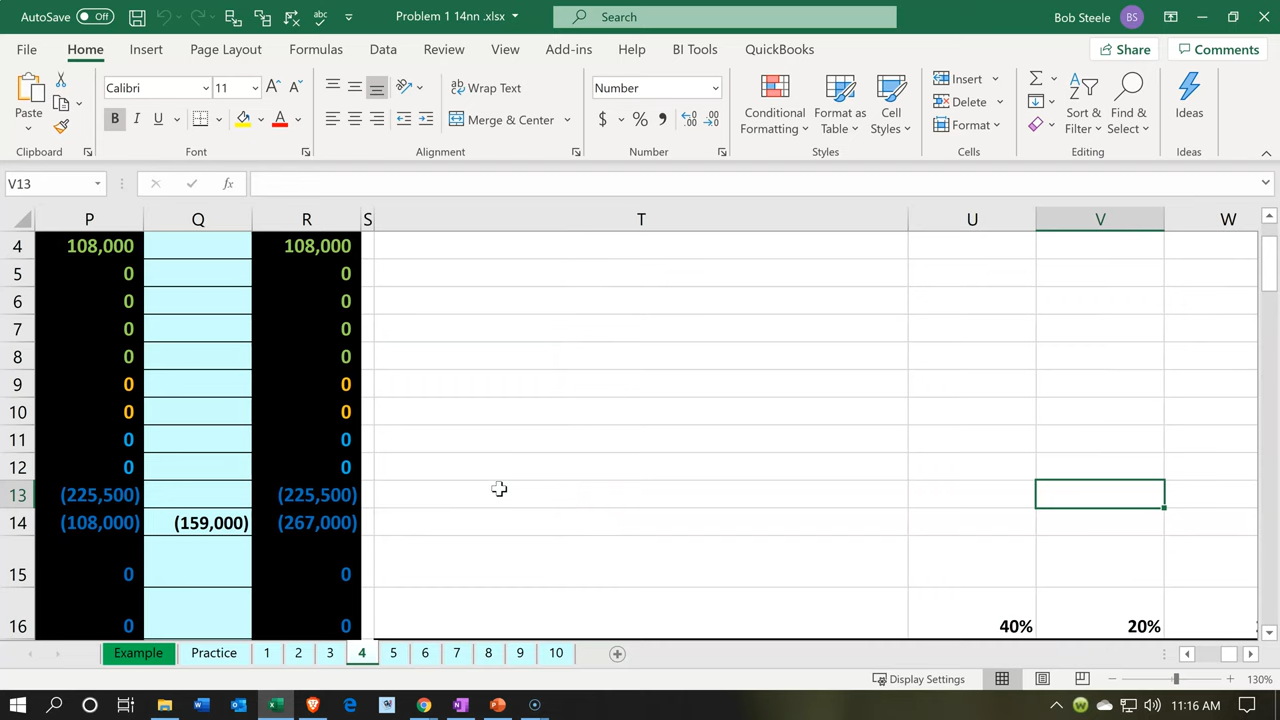 AutoSave Off abc Problem 1 14nn .xlsx Search Bob Steele BS
File Home Insert Page Layout Formulas Data Review View Add-ins Help BI Tools QuickBooks Share Comments
Paste Calibri 11 A A Wrap Text Number Conditional Formatting Format as Table Cell Styles Insert Sort & Filter Find & Select Ideas
B I U A Merge & Center $ % , Delete
Format
Clipboard Font Alignment Number Styles Cells Editing Ideas
V13 fx
P Q R S T U V W
4 108,000 108,000
5 0 0
6 0 0
7 0 0
8 0 0
9 0 0
10 0 0
11 0 0
12 0 0
13 (225,500) (225,500)
14 (108,000) (159,000) (267,000)
15 0 0
16 0 0 40% 20%
Example Practice 1 2 3 4 5 6 7 8 9 10
Display Settings 130%
11:16 AM